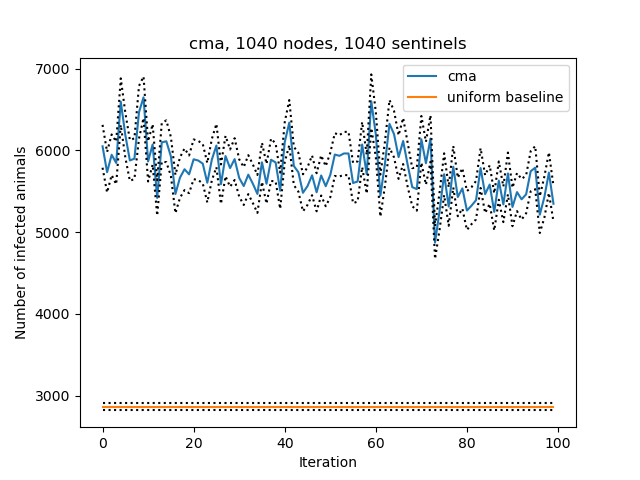 cma, 1040 nodes, 1040 sentinels
cma
uniform baseline
Number of infected animals
7000
6000
5000
4000
3000
0 20 40 60 80 100
Iteration